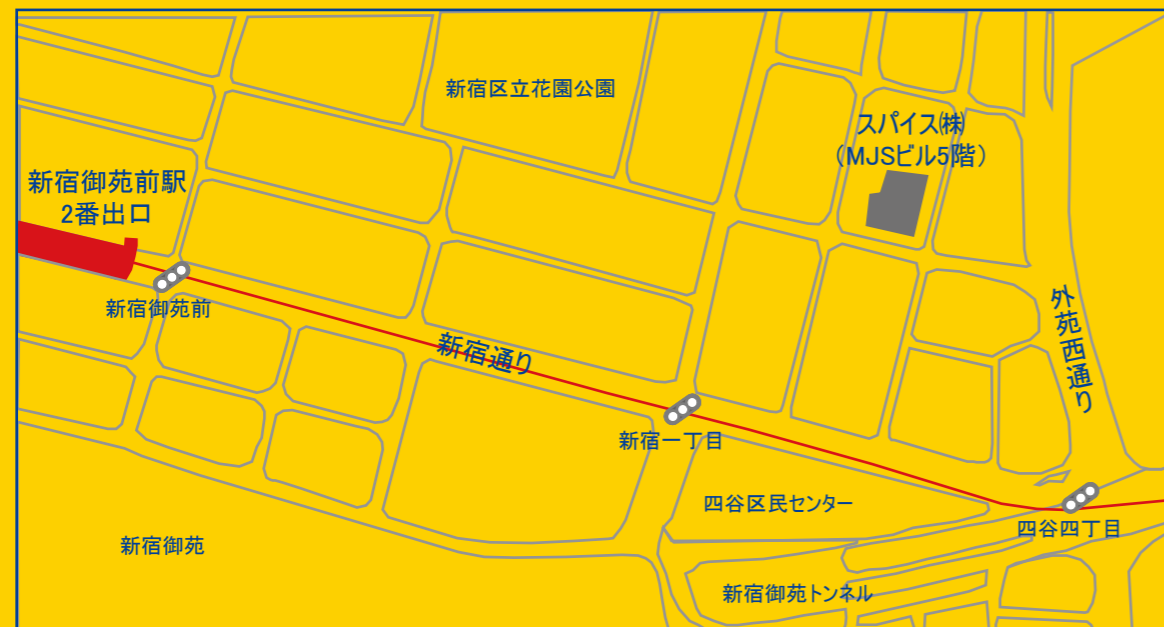 新宿区立花園公園
スパイス㈱
(MJSビル5階)
新宿御苑前駅
2番出口
新宿御苑前
新宿通り
外苑西通り
新宿一丁目
四谷区民センター
四谷四丁目
新宿御苑
新宿御苑トンネル